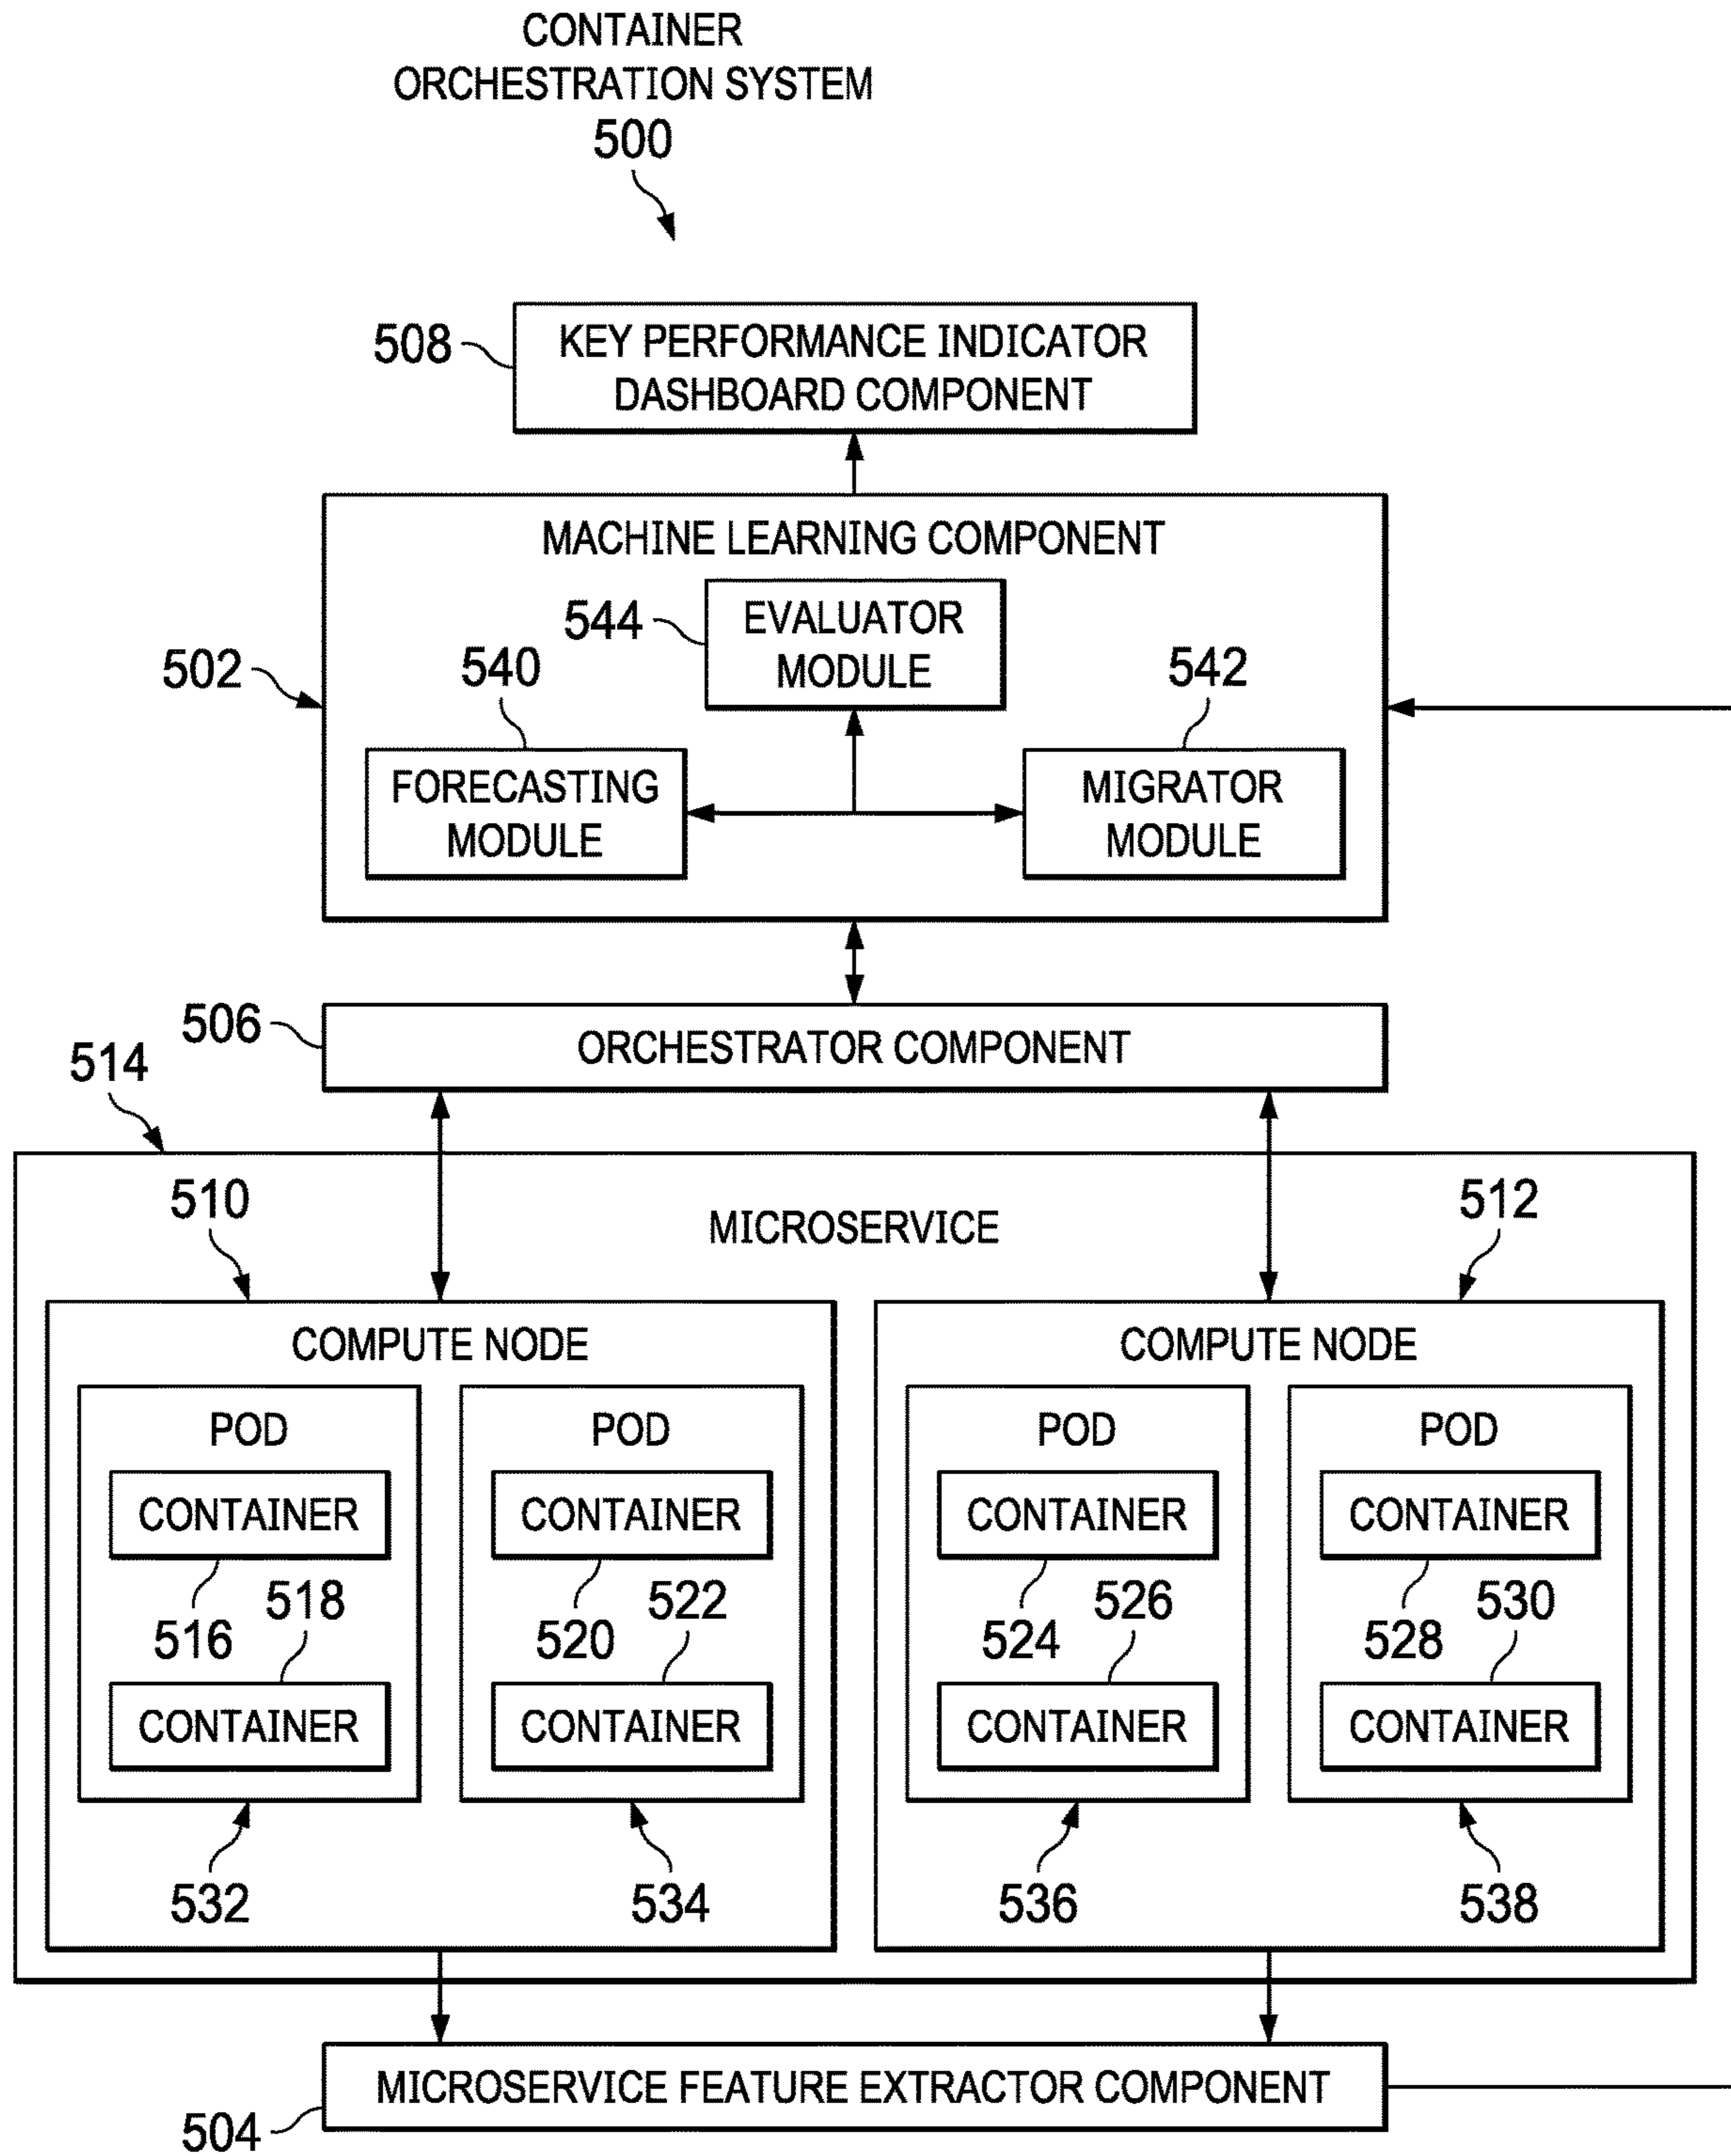 CONTAINER
ORCHESTRATION SYSTEM
500
508
KEY PERFORMANCE INDICATOR
DASHBOARD COMPONENT
MACHINE LEARNING COMPONENT
544
EVALUATOR
MODULE
502
540
542
FORECASTING
MODULE
MIGRATOR
MODULE
506
ORCHESTRATOR COMPONENT
514
510
MICROSERVICE
512
COMPUTE NODE
COMPUTE NODE
POD
POD
POD
POD
CONTAINER
CONTAINER
CONTAINER
CONTAINER
516
518
520
522
524
526
528
530
CONTAINER
CONTAINER
CONTAINER
CONTAINER
532
534
536
538
MICROSERVICE FEATURE EXTRACTOR COMPONENT
504